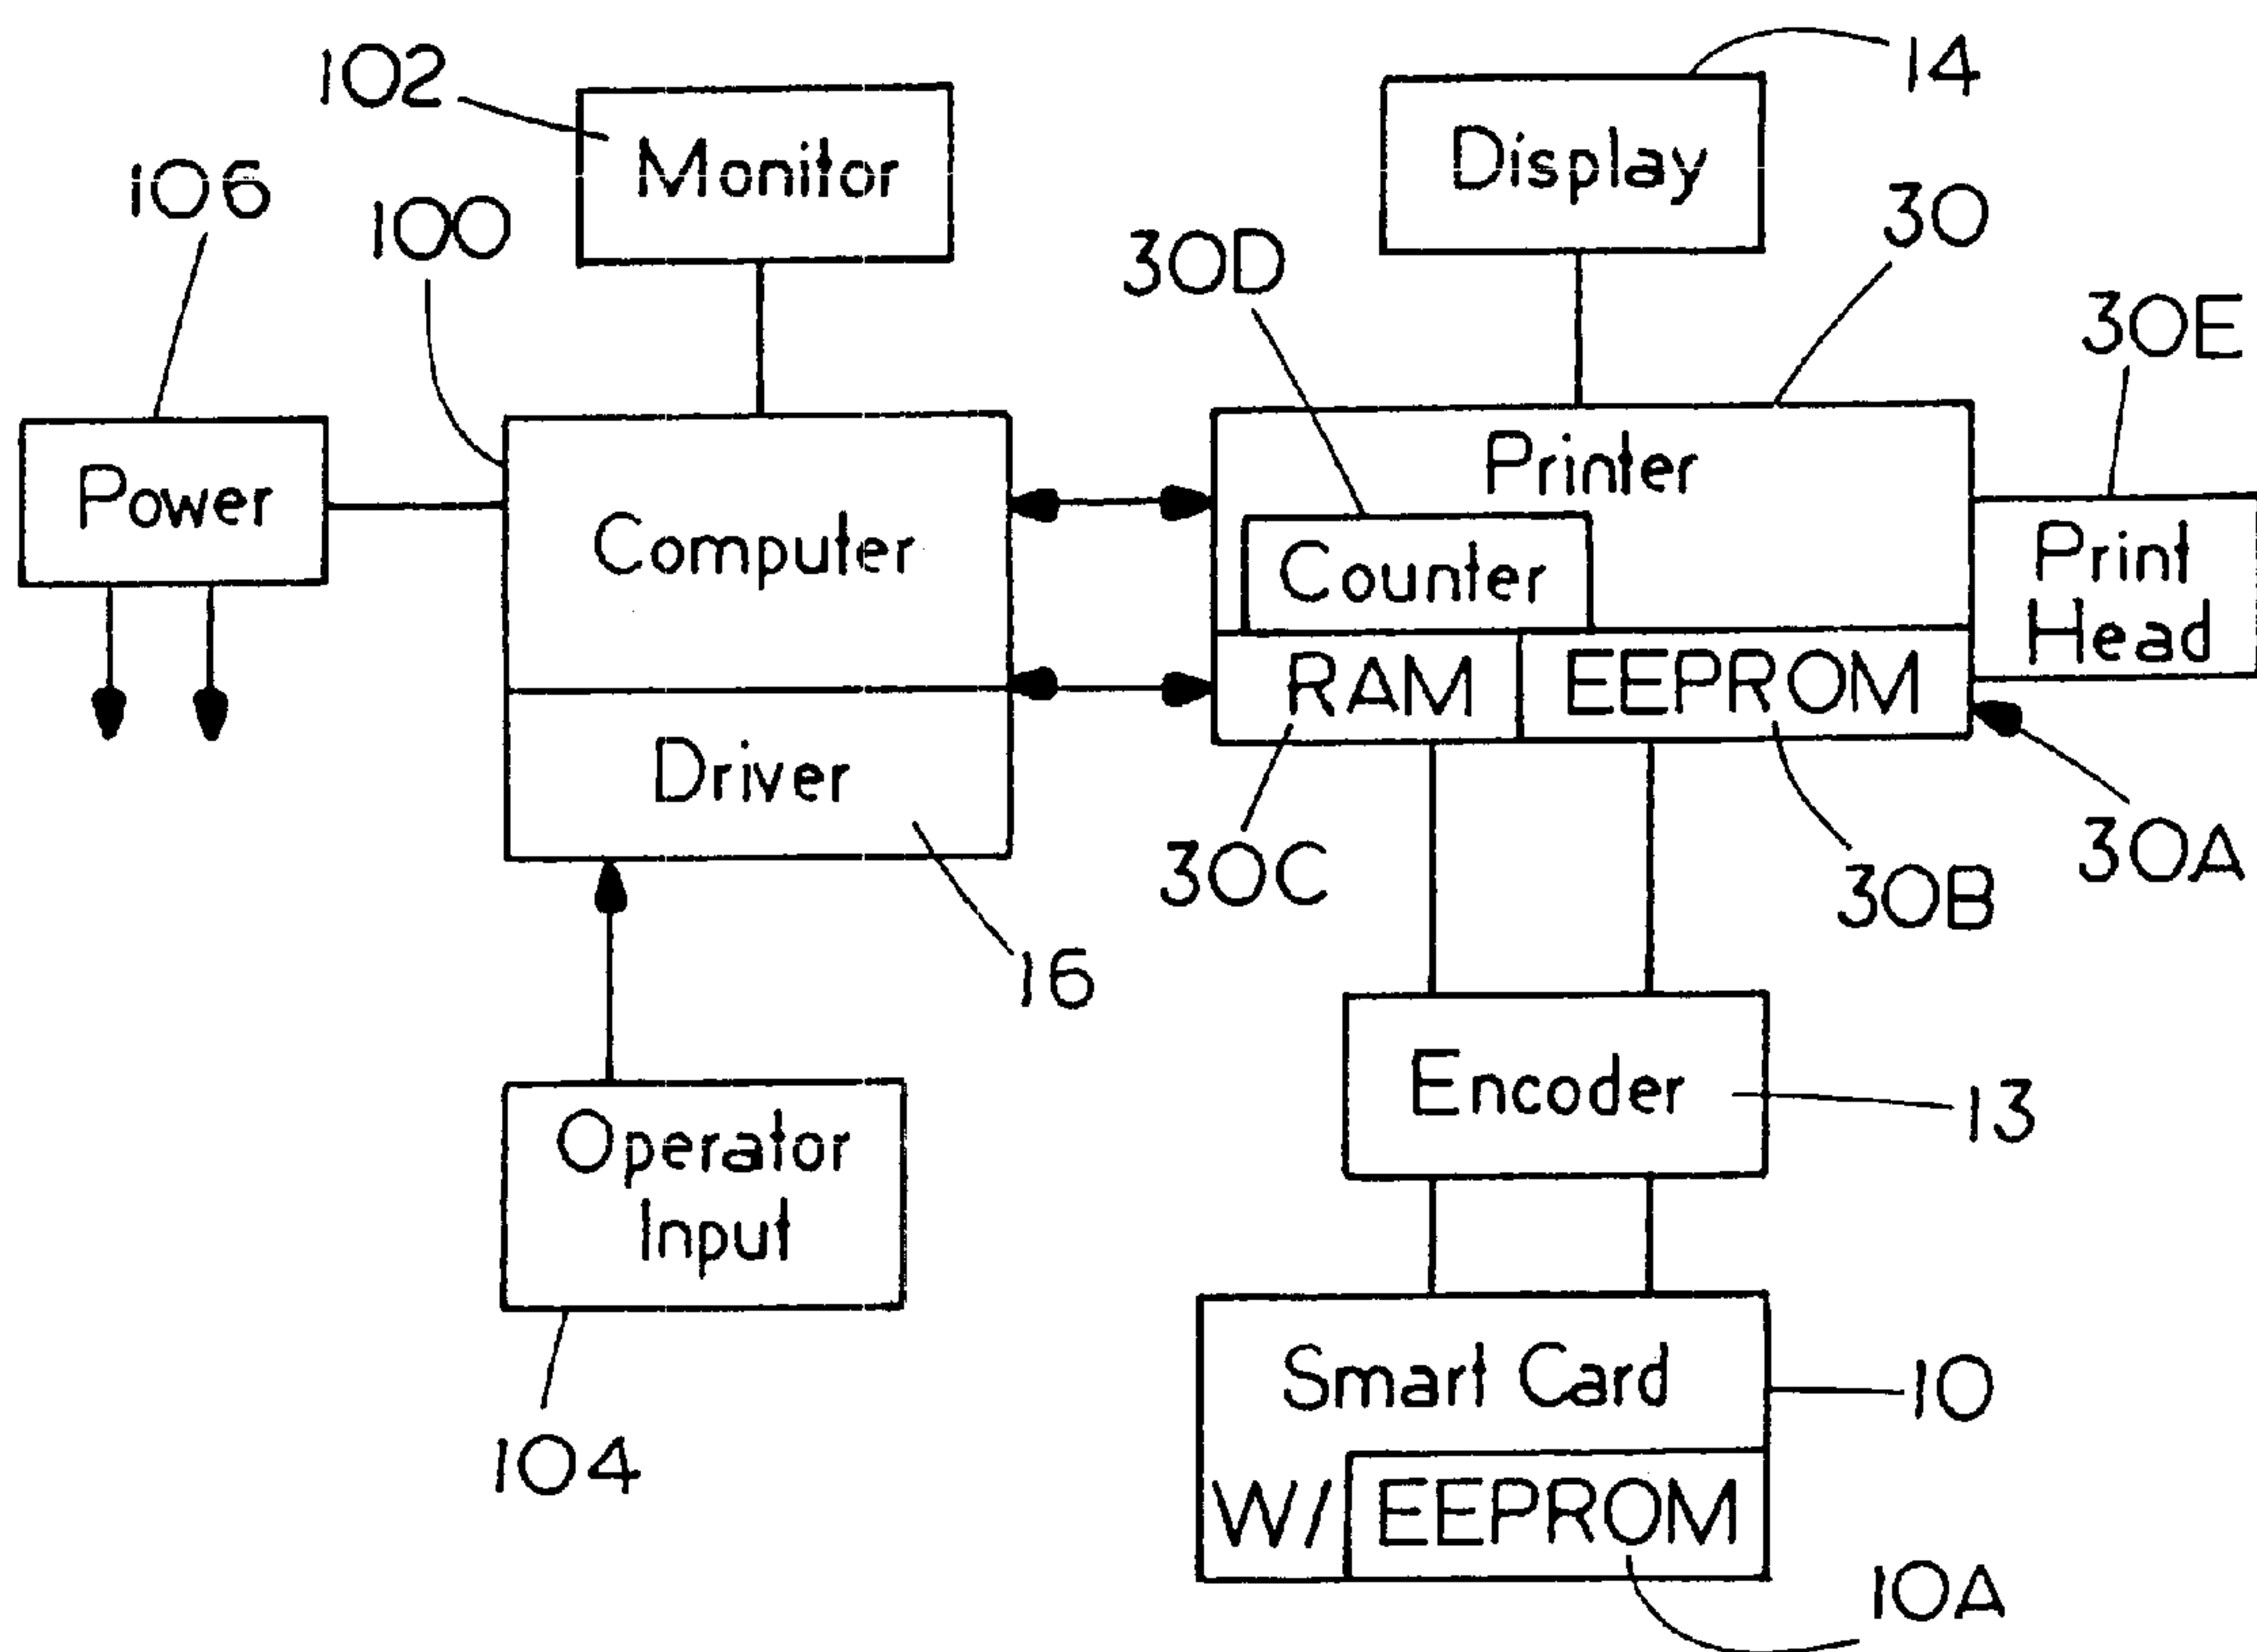 102
Monitor
14
Display
106
100
30
30D
30E
Power
Computer
Printer
Counter
Print
Head
RAM
EEPROM
Driver
30C
30B
30A
16
Encoder
13
Operator
Input
104
Smart Card
10
W/ EEPROM
10A